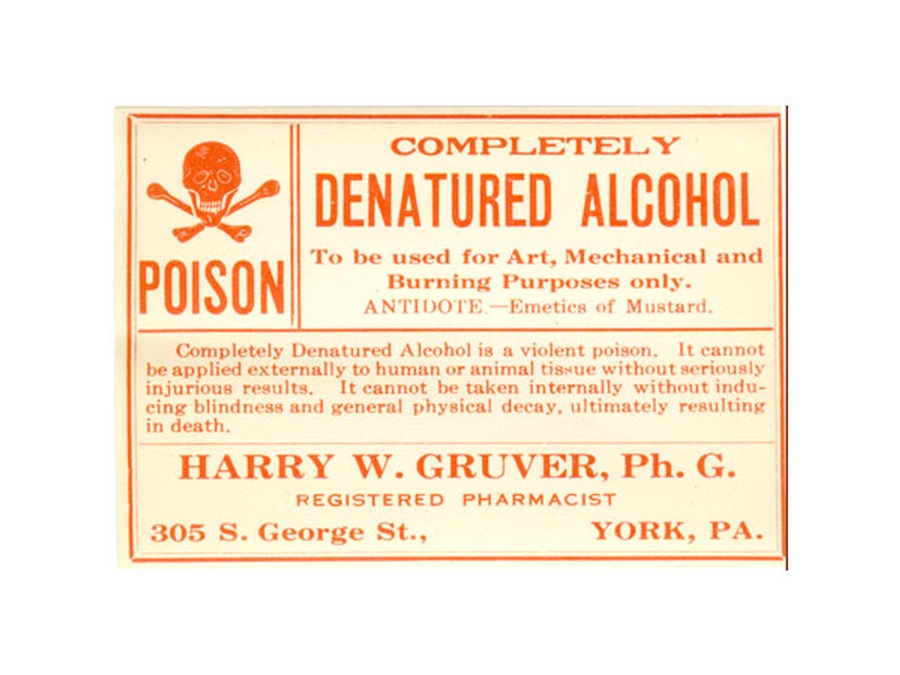 POISON
COMPLETELY
DENATURED ALCOHOL
To be used for Art, Mechanical and
Burning Purposes only.
ANTIDOTE.—Emetics of Mustard.
Completely Denatured Alcohol is a violent poison. It cannot
be applied externally to human or animal tissue without seriously
injurious results. It cannot be taken internally without indu-
cing blindness and general physical decay, ultimately resulting
in death.
HARRY W. GRUVER, Ph. G.
REGISTERED PHARMACIST
305 S. George St., YORK, PA.